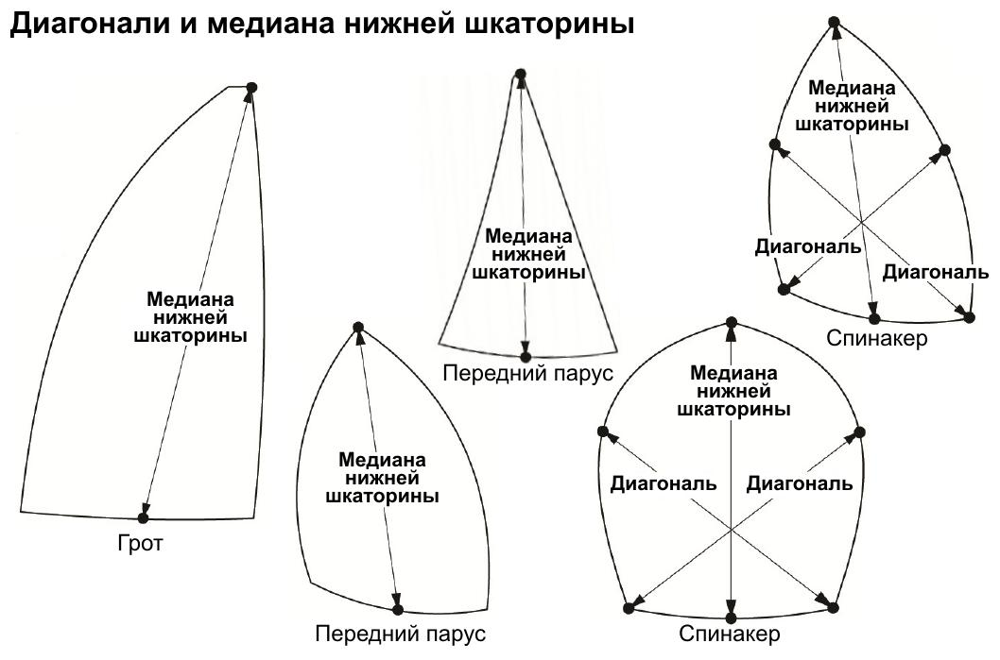 Диагонали и медиана нижней шкаторины
Медиана
нижней
шкаторины
Грот
Медиана
нижней
шкаторины
Передний парус
Медиана
нижней
шкаторины
Диагональ
Диагональ
Спинакер
Медиана
нижней
шкаторины
Передний парус
Медиана
нижней
шкаторины
Диагональ
Диагональ
Спинакер